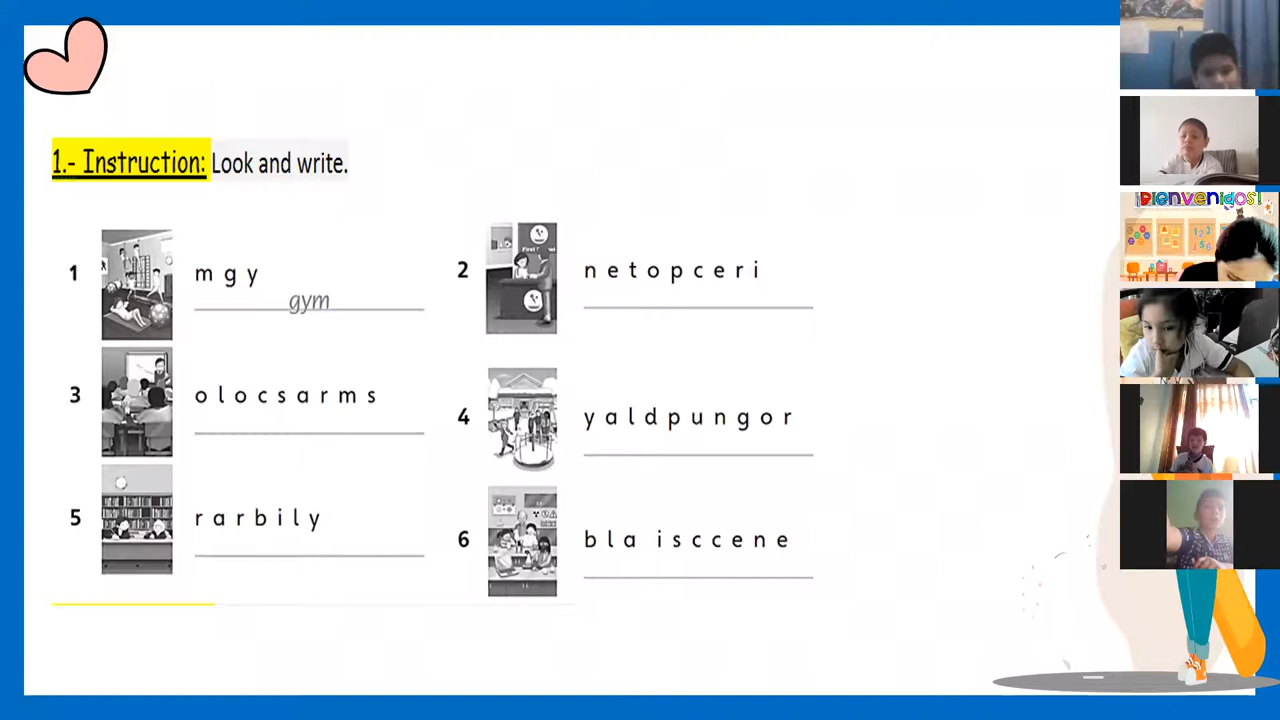 1.- Instruction: Look and write.
1 m g y
gym
2 n e t o p c e r i
3 o l o c s a r m s
4 y a l d p u n g o r
5 r a r b i l y
6 b l a i s c c e n e
¡Bienvenidos!